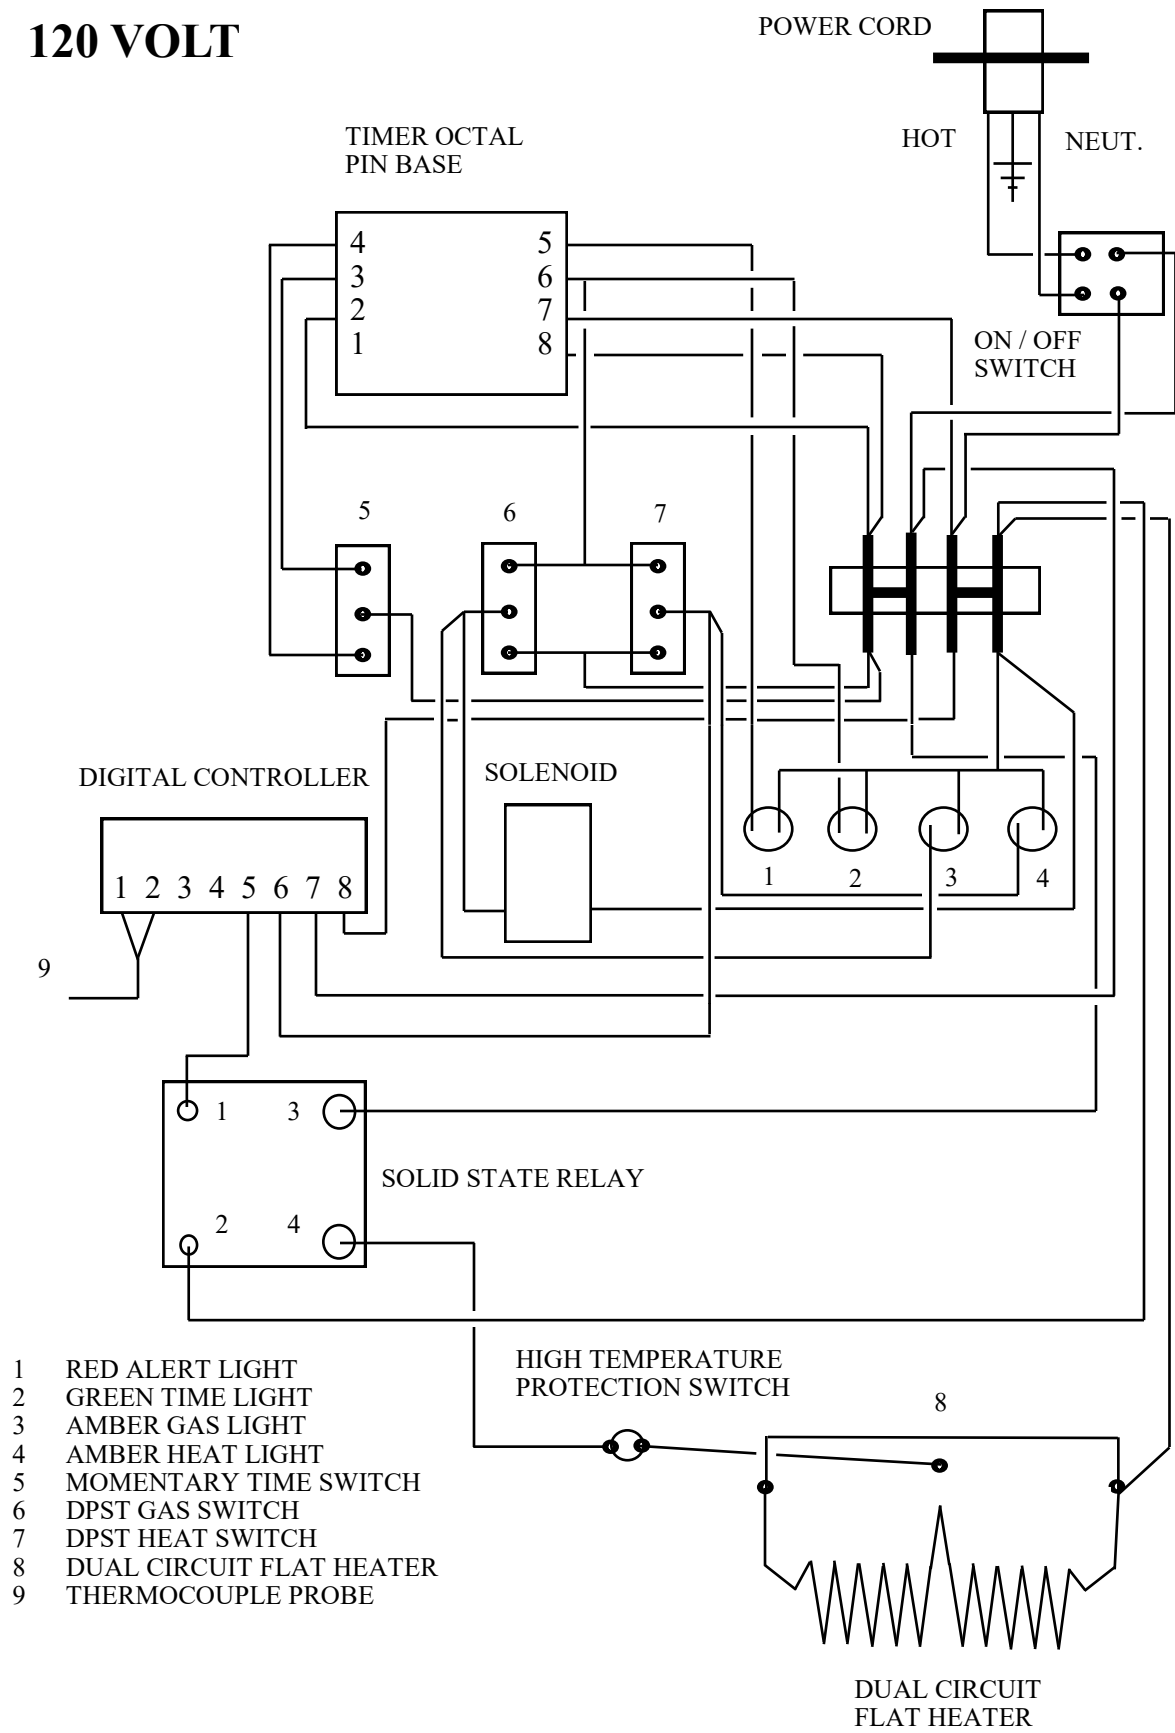 120 VOLT
POWER CORD
HOT
NEUT.
TIMER OCTAL
PIN BASE
4 5
3 6
2 7
1 8
ON / OFF
SWITCH
5 6 7
DIGITAL CONTROLLER
1 2 3 4 5 6 7 8
SOLENOID
1 2 3 4
9
1 3
2 4
SOLID STATE RELAY
HIGH TEMPERATURE
PROTECTION SWITCH
8
1 RED ALERT LIGHT
2 GREEN TIME LIGHT
3 AMBER GAS LIGHT
4 AMBER HEAT LIGHT
5 MOMENTARY TIME SWITCH
6 DPST GAS SWITCH
7 DPST HEAT SWITCH
8 DUAL CIRCUIT FLAT HEATER
9 THERMOCOUPLE PROBE
DUAL CIRCUIT
FLAT HEATER